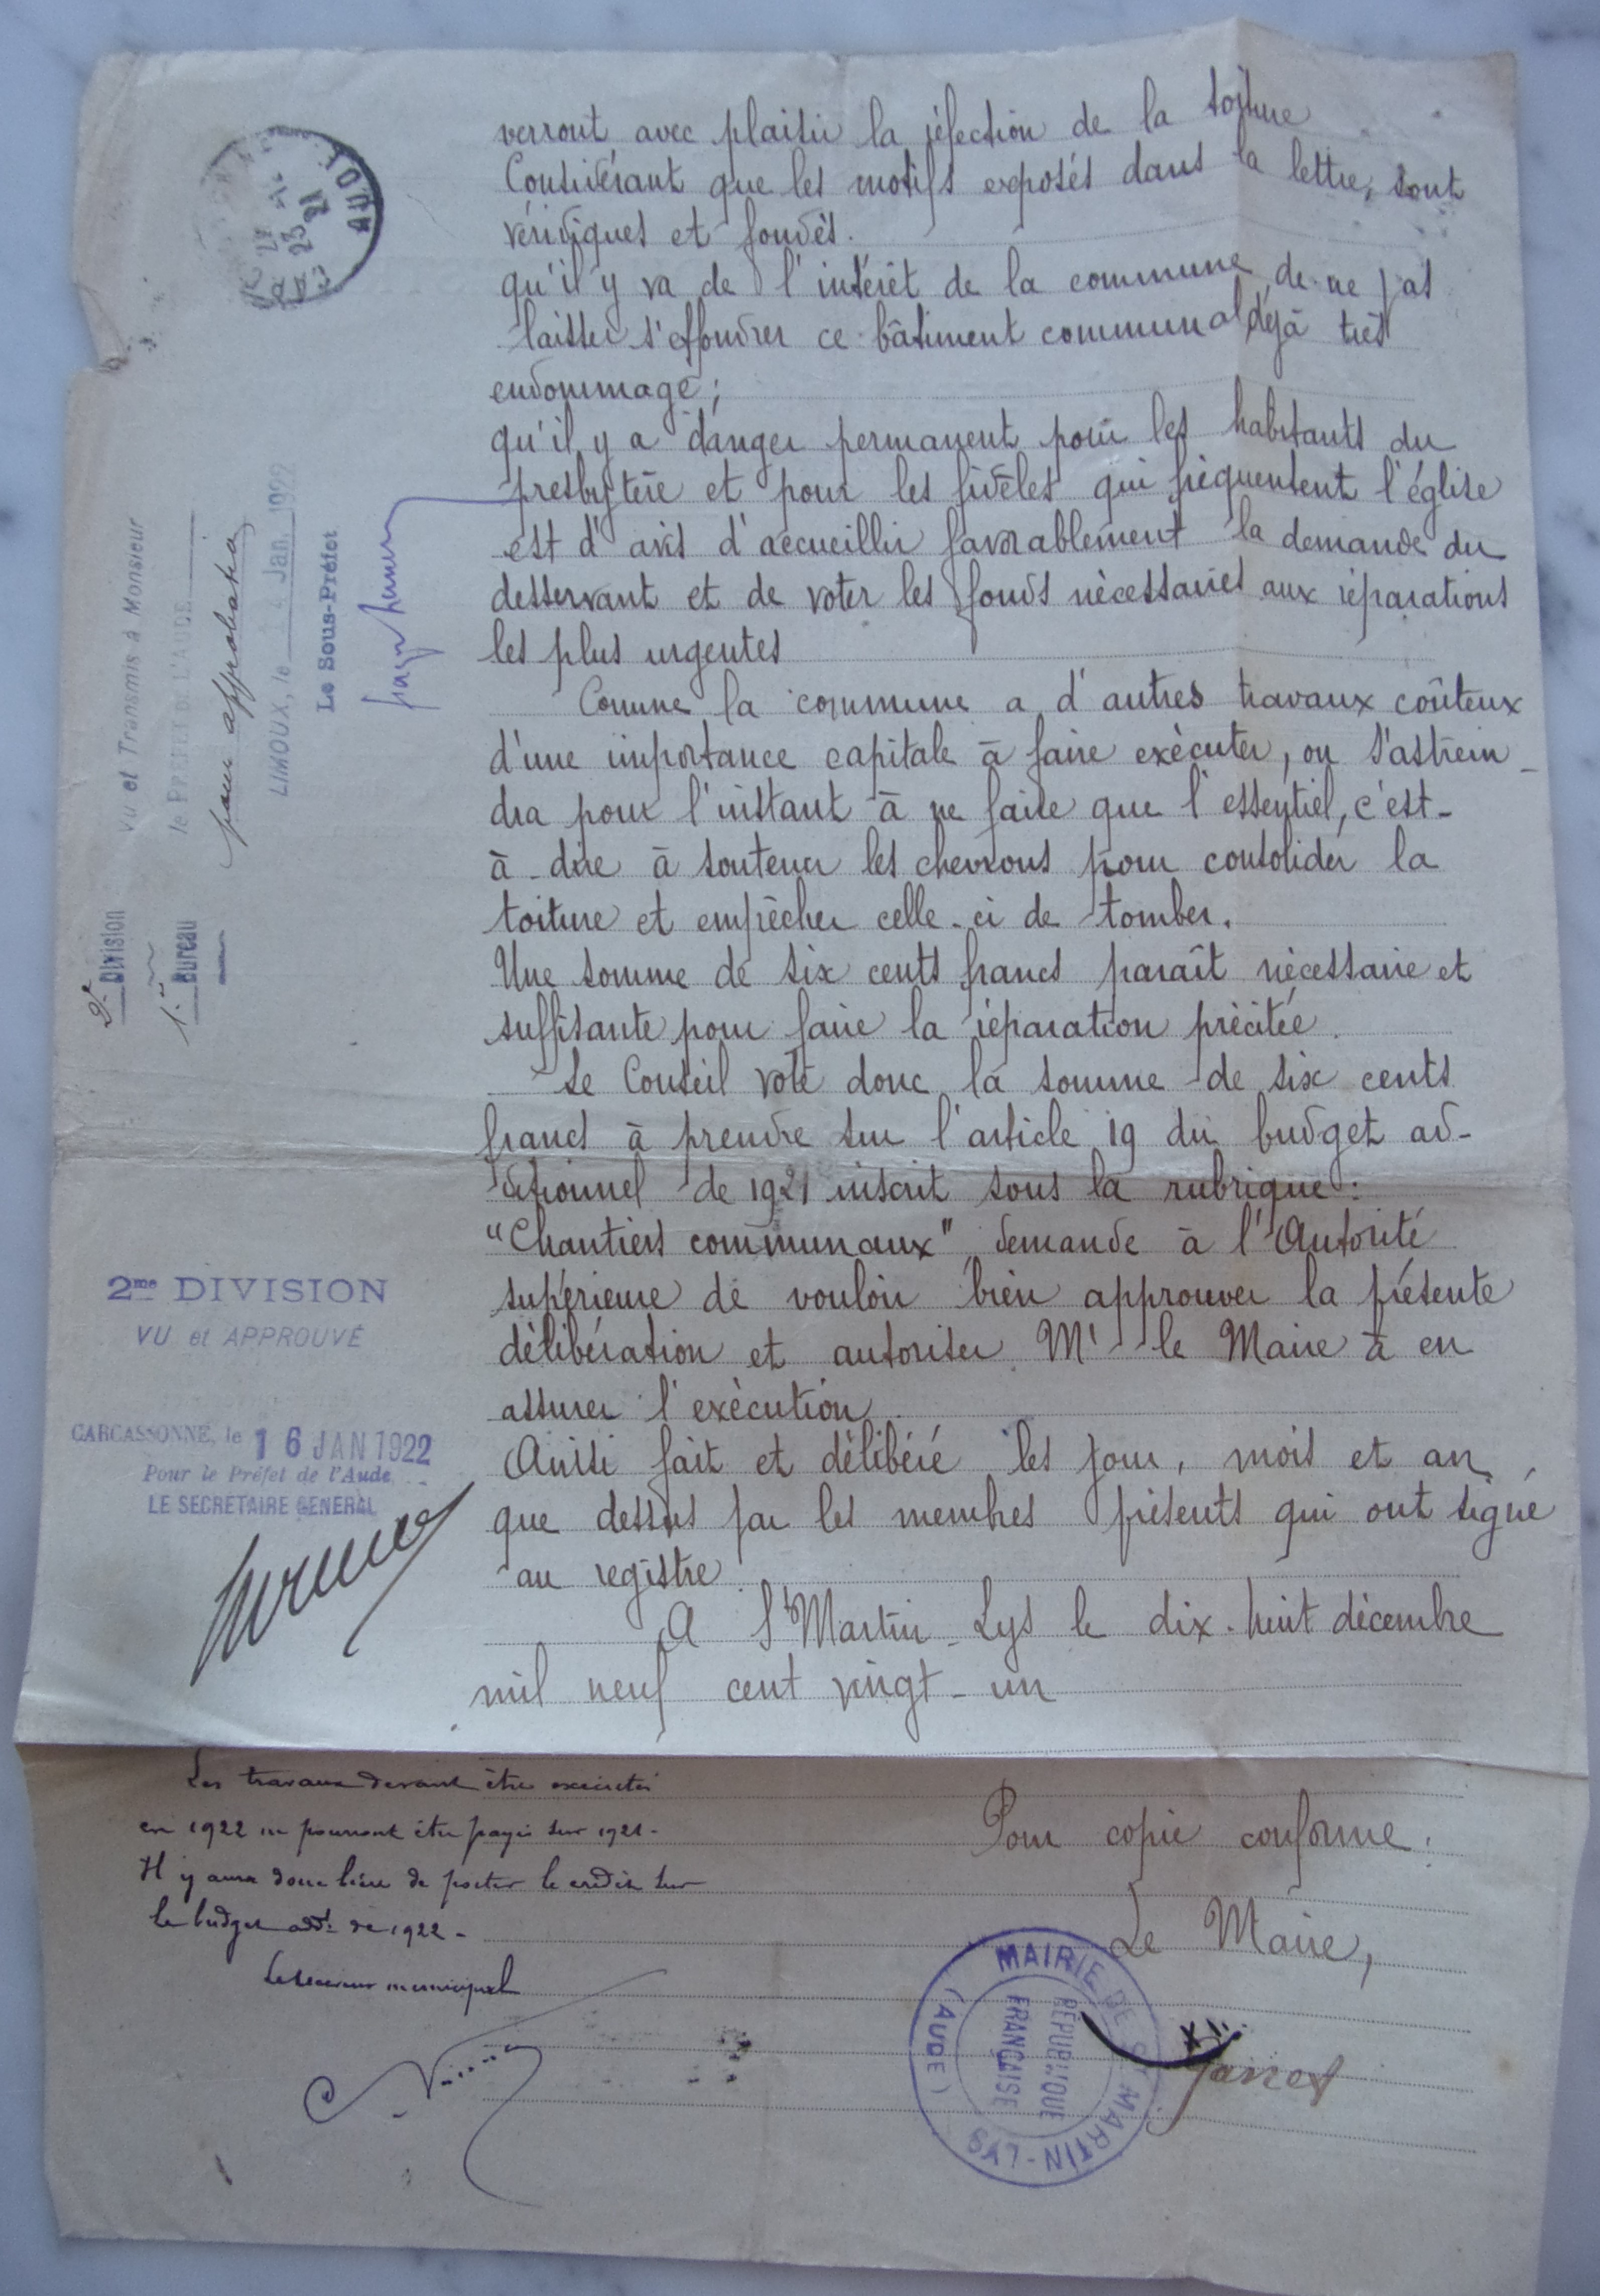 verront avec plaisir la réfection de la toiture
Considérant que les motifs exposés dans la lettre, sont
véridiques et fondés.
qu'il y va de l'intérêt de la commune de ne pas
laisser s'effondrer ce bâtiment communal déjà très
endommagé;
qu'il y a danger permanent pour les habitants du
presbytère et pour les fidèles qui fréquentent l'église
est d'avis d'accueillir favorablement la demande du
desservant et de voter les fonds nécessaires aux réparations
les plus urgentes
Comme la commune a d'autres travaux coûteux
d'une importance capitale à faire exécuter, on s'astrein-
dra pour l'instant à ne faire que l'essentiel, c'est-
à-dire à soutenir les chevrons pour consolider la
toiture et empêcher celle-ci de tomber.
Une somme de six cents francs paraît nécessaire et
suffisante pour faire la réparation précitée.
Le Conseil vote donc la somme de six cents
francs à prendre sur l'article 19 du budget ad-
ditionnel de 1921 inscrit sous la rubrique:
"Chantiers communaux" demande à l'Autorité
supérieure de vouloir bien approuver la présente
délibération et autoriser Mr le Maire à en
assurer l'exécution.
Ainsi fait et délibéré les jour, mois et an
que dessus par les membres présents qui ont signé
au registre.
A St Martin-Lys le dix-huit décembre
mil neuf cent vingt-un
Pour copie conforme:
Le Maire,
MAIRIE DE ST MARTIN-LYS
(AUDE)
RÉPUBLIQUE
FRANÇAISE
AUDE
2e Division
1er Bureau
Vu et Transmis à Monsieur
le PRÉFET DE L'AUDE
pour approbation
LIMOUX, le 4 Jan. 1922
Le Sous-Préfet
2me DIVISION
VU et APPROUVÉ
CARCASSONNE, le 16 JAN 1922
Pour le Préfet de l'Aude
LE SECRETAIRE GENERAL
Les travaux devant être exécutés
en 1922 ne pourront être payés sur 1921.
Il y aura donc lieu de porter le crédit sur
le budget addl de 1922.
Le receveur municipal